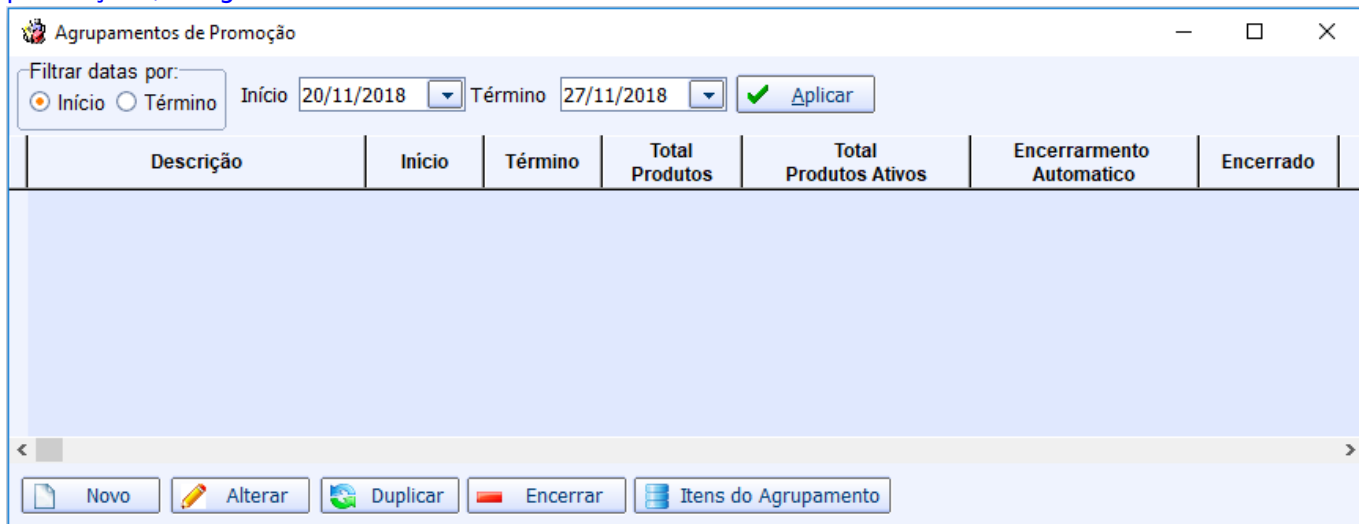 Agrupamentos de Promoção
Filtrar datas por:
Início Término Início 20/11/2018 Término 27/11/2018 Aplicar
Descrição Início Término Total Produtos Total Produtos Ativos Encerrarmento Automatico Encerrado
Novo Alterar Duplicar Encerrar Itens do Agrupamento